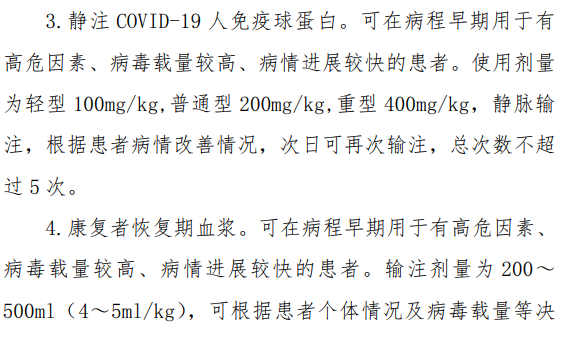 3.静注 COVID-19 人免疫球蛋白。可在病程早期用于有
高危因素、病毒载量较高、病情进展较快的患者。使用剂量
为轻型 100mg/kg,普通型 200mg/kg,重型 400mg/kg，静脉输
注，根据患者病情改善情况，次日可再次输注，总次数不超
过 5 次。
4.康复者恢复期血浆。可在病程早期用于有高危因素、
病毒载量较高、病情进展较快的患者。输注剂量为 200～
500ml（4～5ml/kg），可根据患者个体情况及病毒载量等决